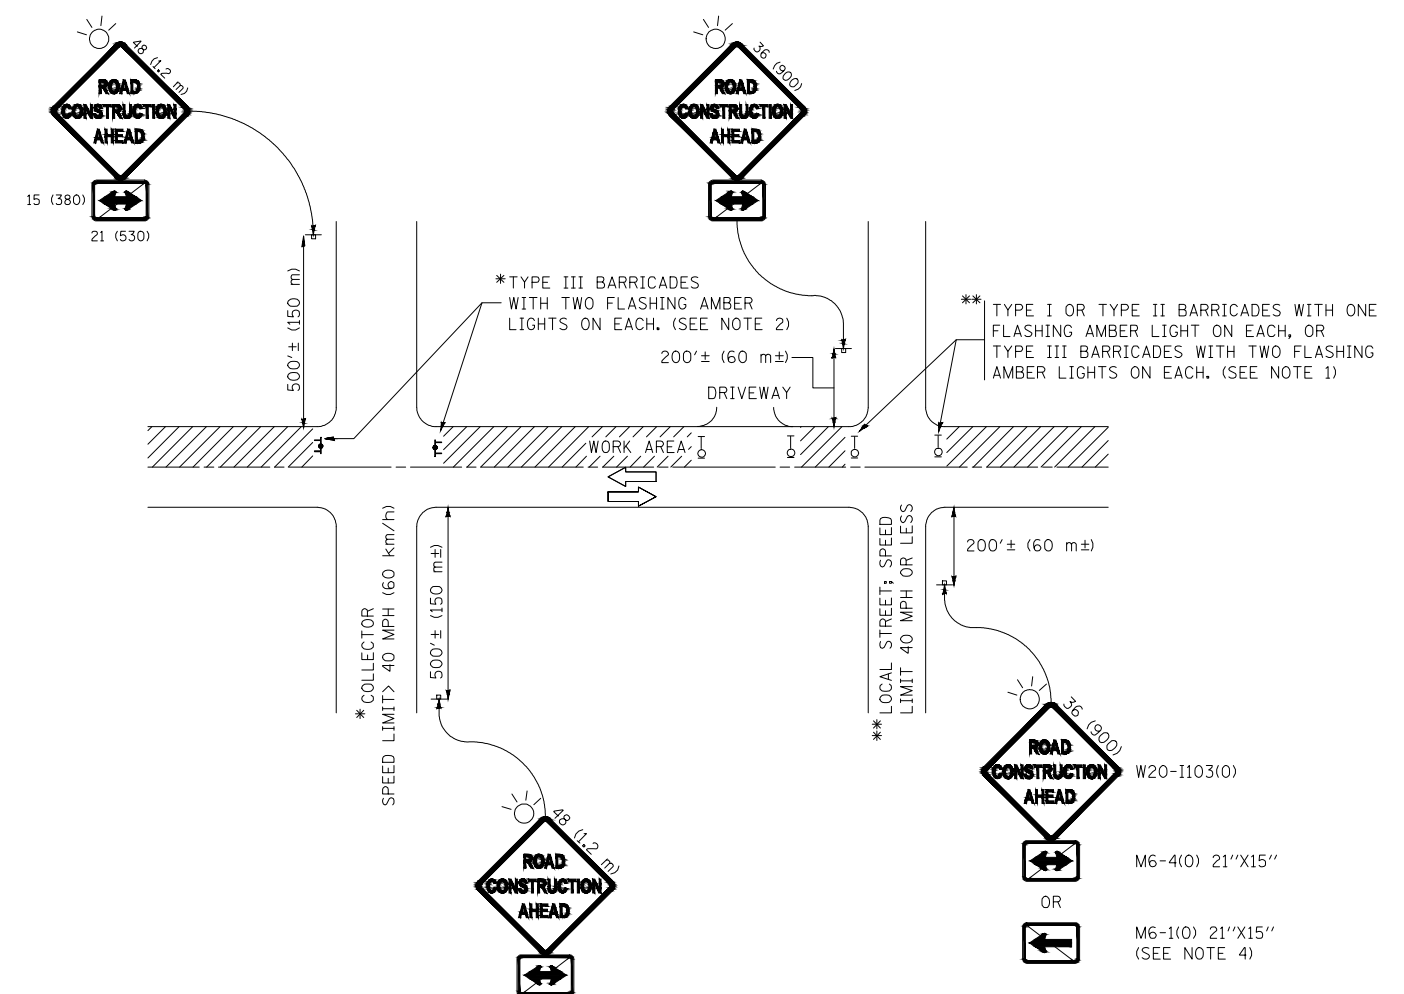 48 (1.2 m)
ROAD
CONSTRUCTION
AHEAD
15 (380)
21 (530)
36 (900)
ROAD
CONSTRUCTION
AHEAD
500'± (150 m)
*TYPE III BARRICADES
WITH TWO FLASHING AMBER
LIGHTS ON EACH. (SEE NOTE 2)
200'± (60 m±)
DRIVEWAY
** TYPE I OR TYPE II BARRICADES WITH ONE
FLASHING AMBER LIGHT ON EACH, OR
TYPE III BARRICADES WITH TWO FLASHING
AMBER LIGHTS ON EACH. (SEE NOTE 1)
WORK AREA
* COLLECTOR
SPEED LIMIT> 40 MPH (60 km/h)
500'± (150 m±)
** LOCAL STREET; SPEED
LIMIT 40 MPH OR LESS
200'± (60 m±)
48 (1.2 m)
ROAD
CONSTRUCTION
AHEAD
36 (900)
ROAD
CONSTRUCTION
AHEAD
W20-I103(O)
M6-4(O) 21"X15"
OR
M6-1(O) 21"X15"
(SEE NOTE 4)